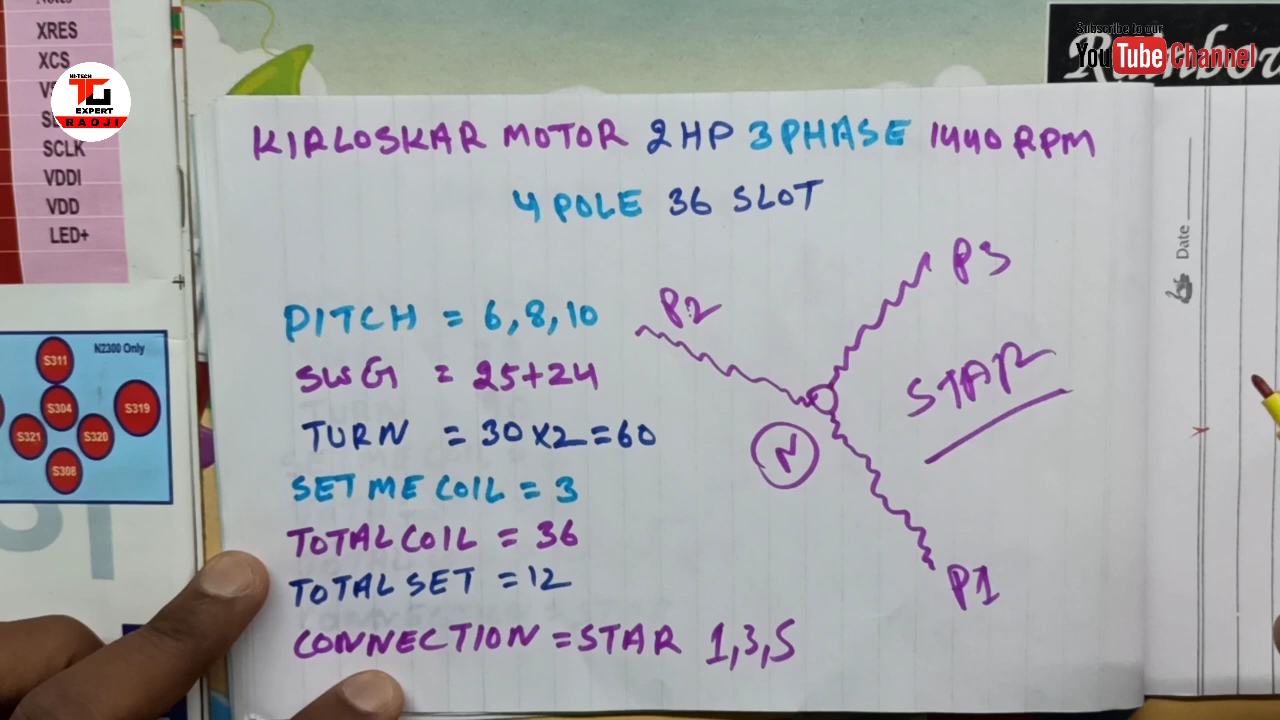 Notes
XRES
XCS
SCLK
VDDI
VDD
LED+
HI-TECH
EXPERT
RAOJI
Subscribe to our
YouTube Channel
Rainbow
KIRLOSKAR MOTOR 2HP 3PHASE 1440RPM
4 POLE 36 SLOT
Date
PITCH = 6,8,10
SWG = 25+24
TURN = 30×2=60
SET ME COIL = 3
TOTAL COIL = 36
TOTAL SET = 12
CONNECTION = STAR 1,3,5
P2
P3
STAR
N
P1
N2300 Only
S311
S304
S319
S321
S320
S308